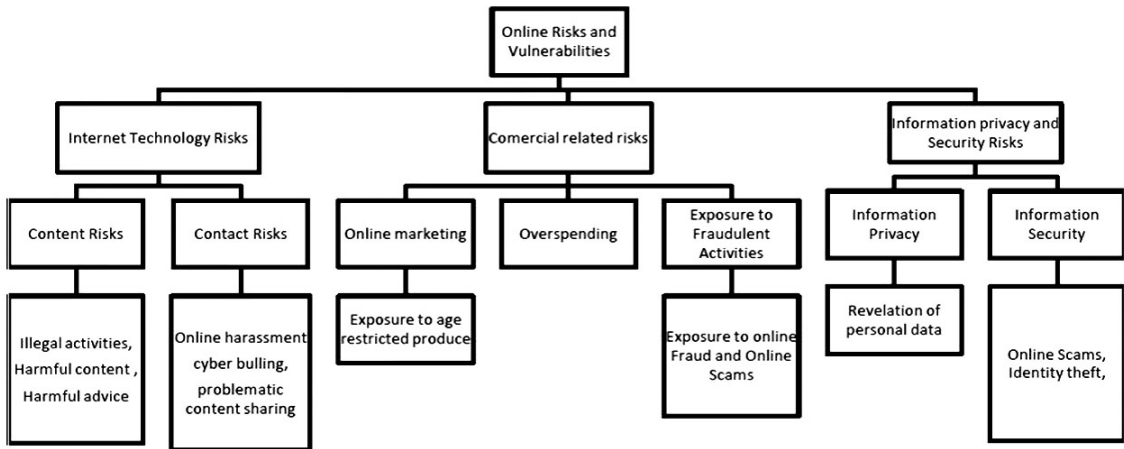 Online Risks and
Vulnerabilities
Internet Technology Risks
Comercial related risks
Information privacy and
Security Risks
Content Risks
Contact Risks
Online marketing
Overspending
Exposure to
Fraudulent
Activities
Information
Privacy
Information
Security
Illegal activities,
Harmful content ,
Harmful advice
Online harassment
cyber bulling,
problematic
content sharing
Exposure to age
restricted produce
Exposure to online
Fraud and Online
Scams
Revelation of
personal data
Online Scams,
Identity theft,